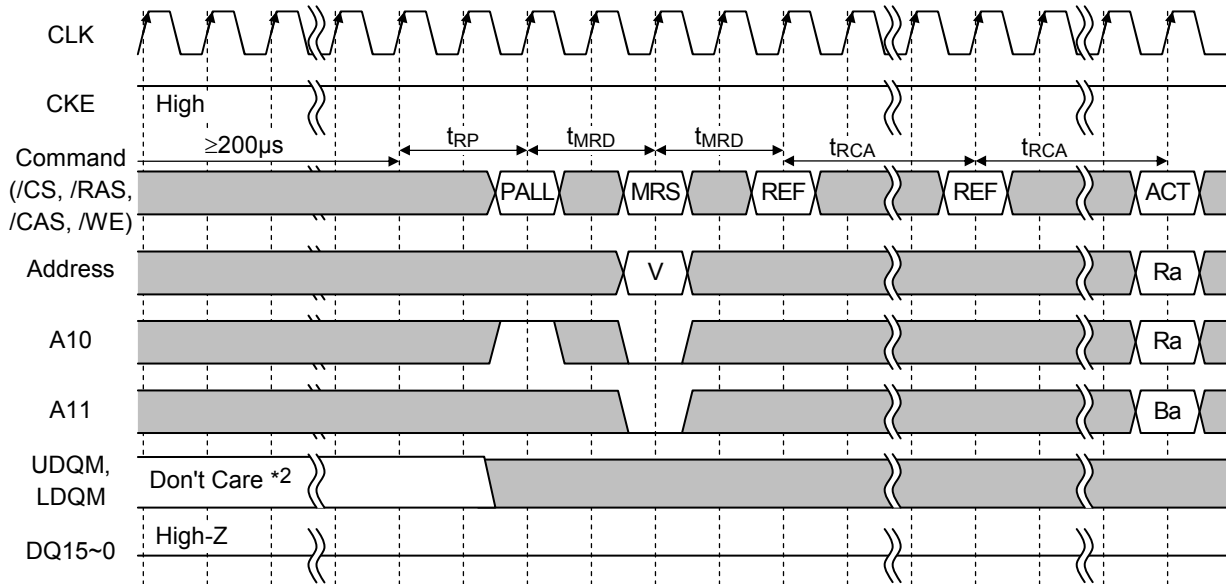 CLK
CKE
High
≥200µs
tRP
tMRD
tMRD
tRCA
tRCA
Command
(/CS, /RAS,
/CAS, /WE)
PALL
MRS
REF
REF
ACT
Address
V
Ra
A10
Ra
A11
Ba
UDQM,
LDQM
Don't Care *2
DQ15~0
High-Z